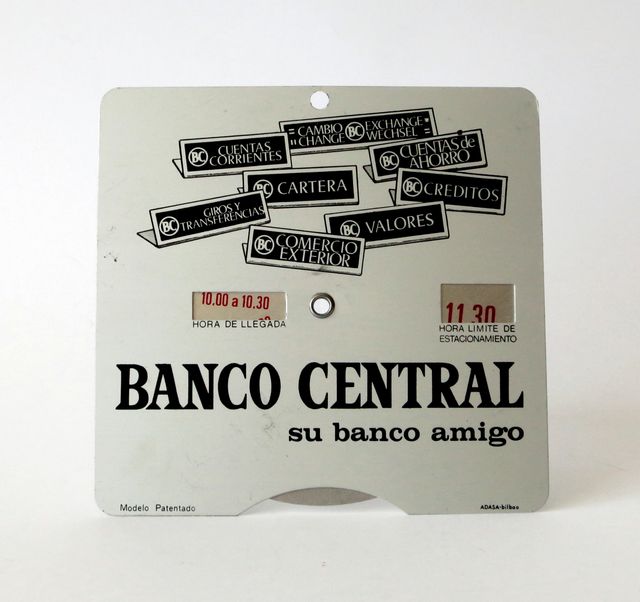 CAMBIO BC EXCHANGE
CHANGE WECHSEL
BC CUENTAS
CORRIENTES
BC CUENTAS de
AHORRO
BC CARTERA
BC CREDITOS
BC GIROS Y
TRANSFERENCIAS
BC VALORES
BC COMERCIO
EXTERIOR
10.00 a 10.30
11.30
HORA DE LLEGADA
HORA LIMITE DE
ESTACIONAMIENTO
BANCO CENTRAL
su banco amigo
Modelo Patentado
ADASA-bilbao